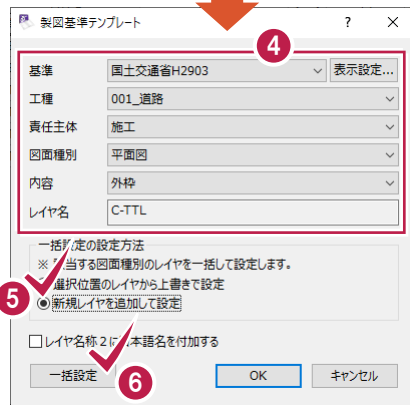 製図基準テンプレート ? ×
4
基準 国土交通省H2903 表示設定...
工種 001_道路
責任主体 施工
図面種別 平面図
内容 外枠
レイヤ名 C-TTL
一括設定の設定方法
※ 当する図面種別のレイヤを一括して設定します。
選択位置のレイヤから上書きで設定
5 新規レイヤを追加して設定
レイヤ名称2に 本語名を付加する
一括設定 6 OK キャンセル